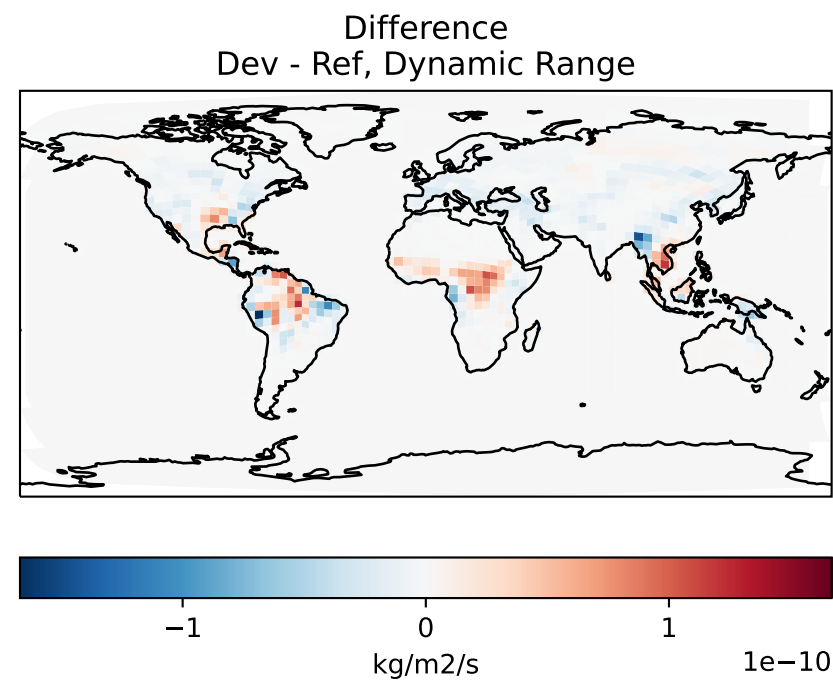 Difference
Dev - Ref, Dynamic Range
−1 0 1
kg/m2/s
1e−10